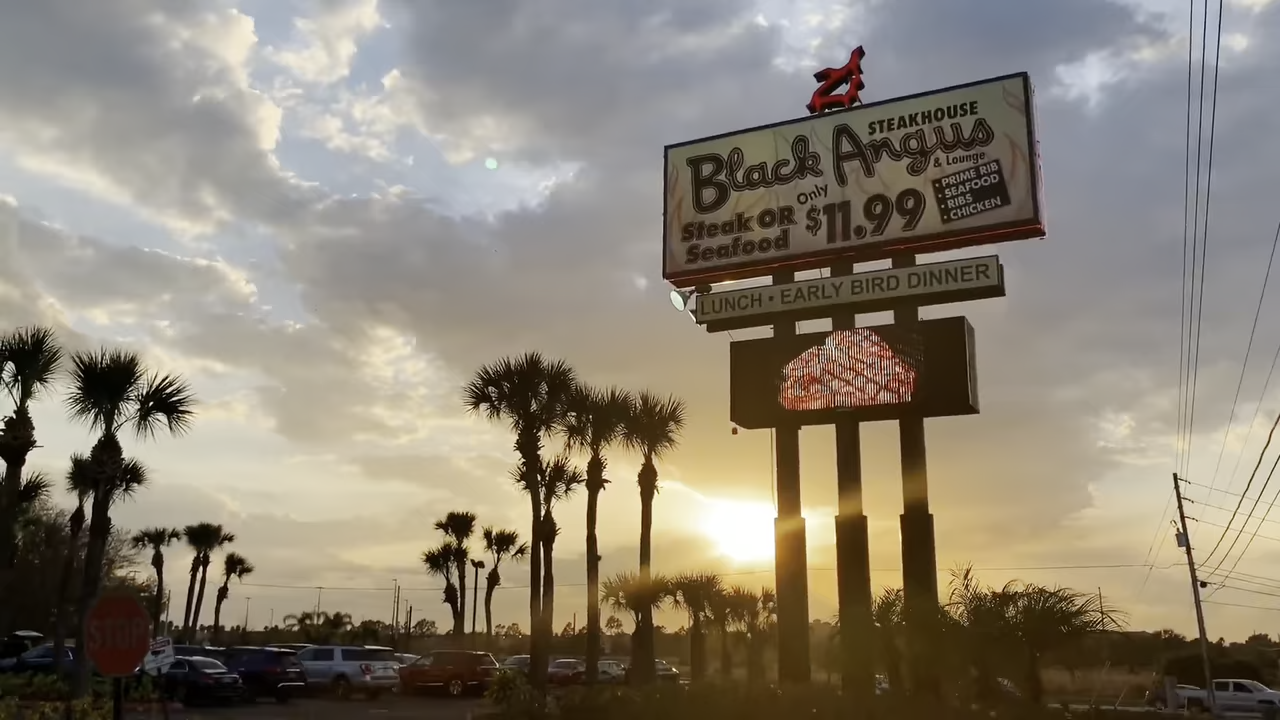 STEAKHOUSE
Black Angus
& Lounge
Steak OR
Seafood
Only
$11.99
• PRIME RIB
• SEAFOOD
• RIBS
• CHICKEN
LUNCH • EARLY BIRD DINNER
STOP